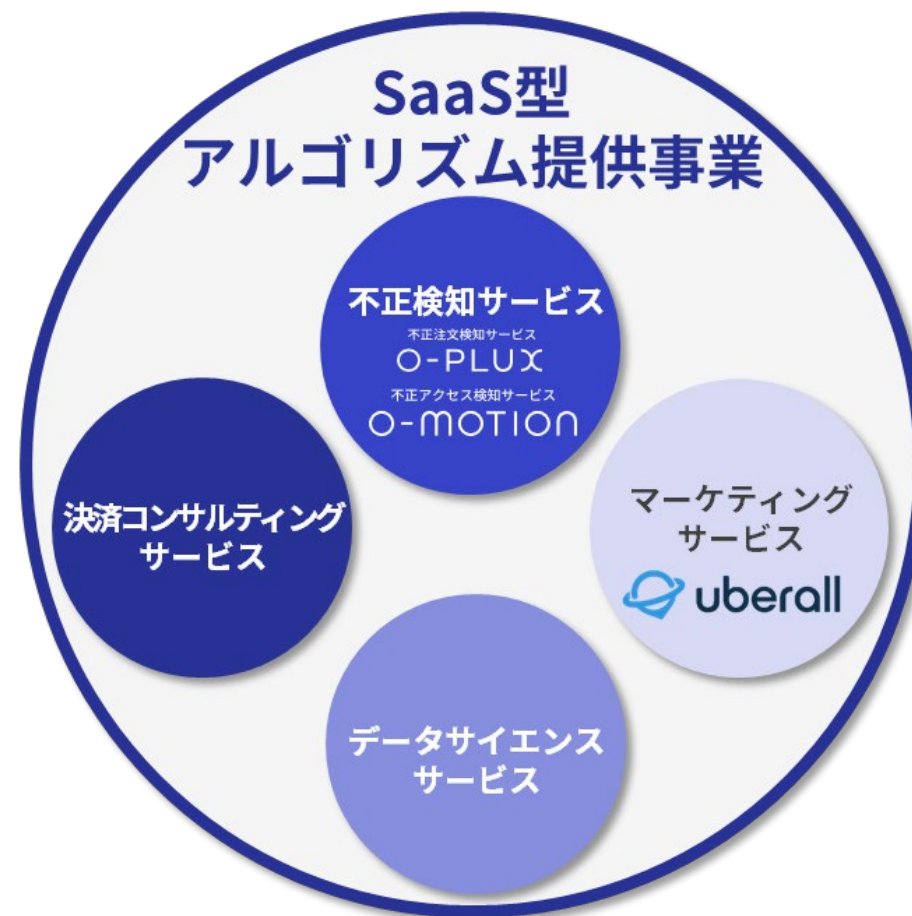 SaaS型
アルゴリズム提供事業
不正検知サービス
不正注文検知サービス
O-PLUX
不正アクセス検知サービス
O-MOTION
決済コンサルティング
サービス
マーケティング
サービス
uberall
データサイエンス
サービス